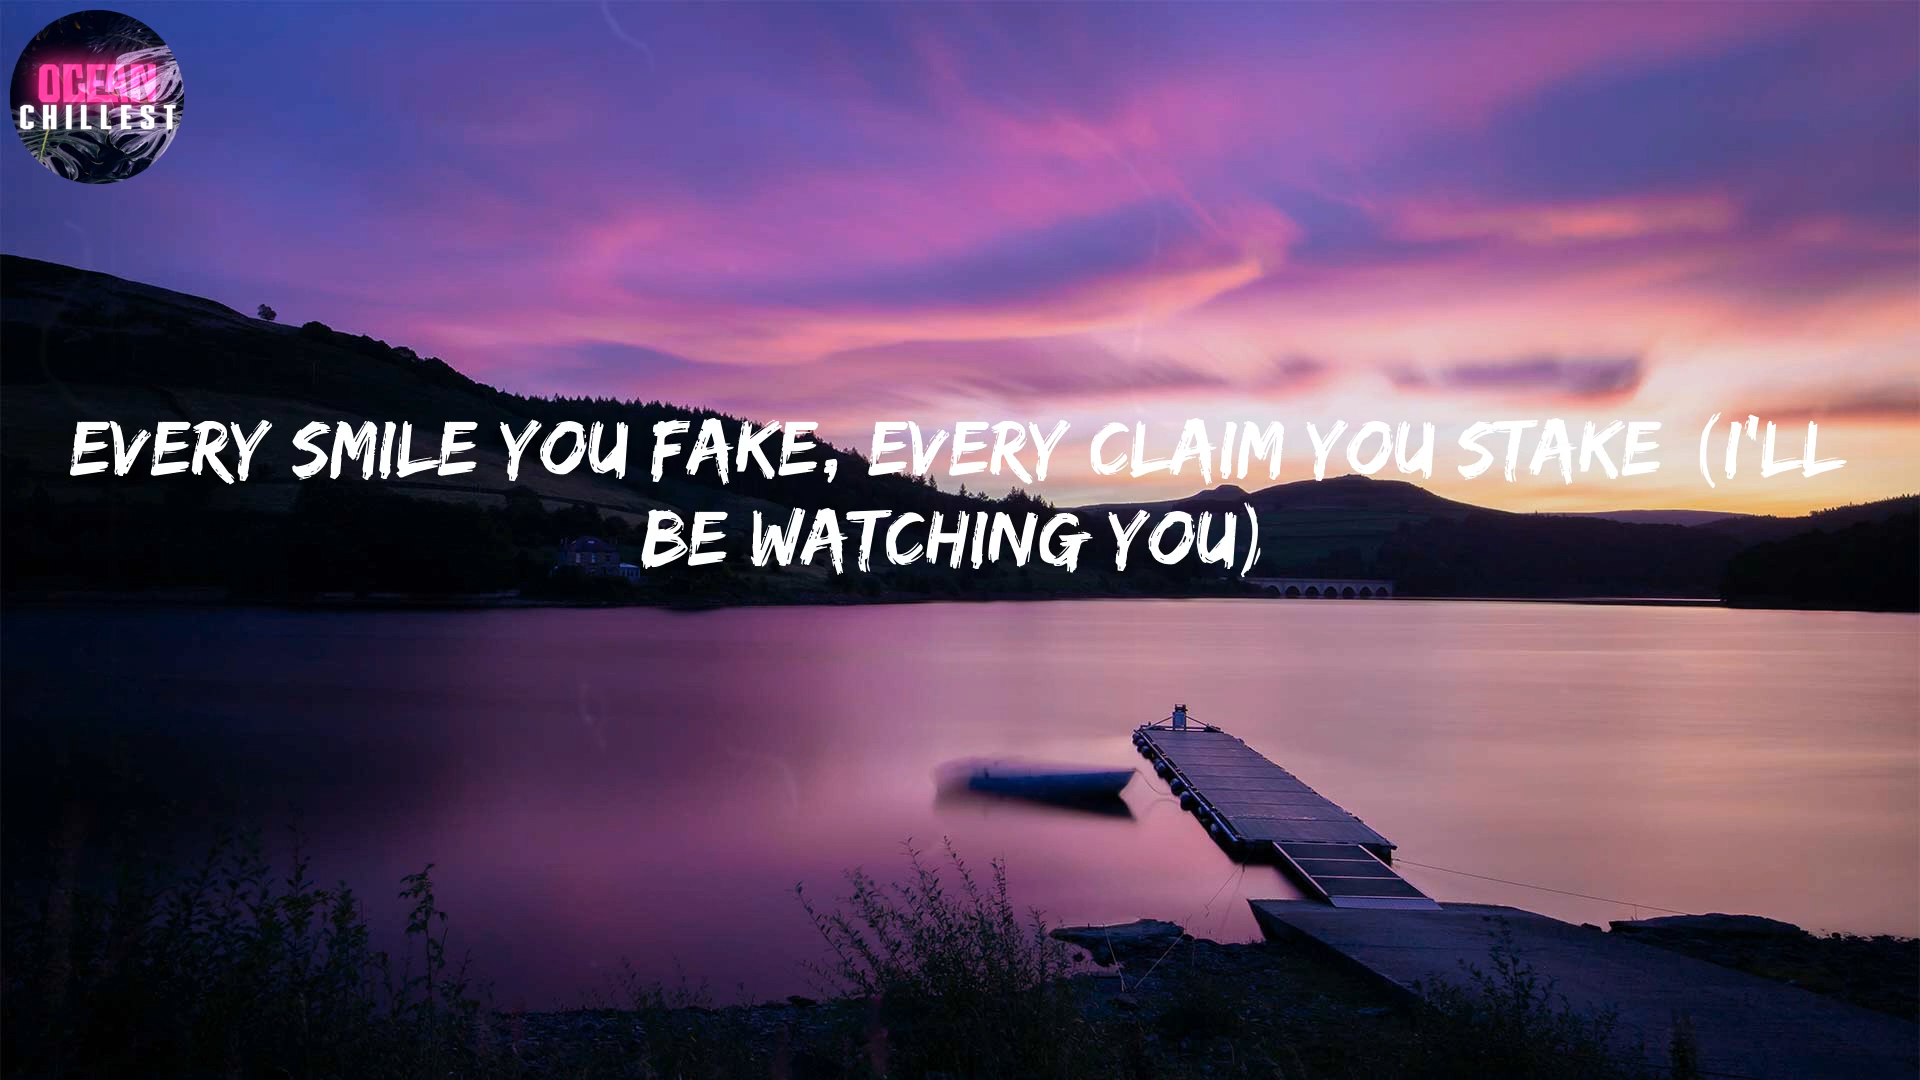 OCEAN
CHILLEST
EVERY SMILE YOU FAKE, EVERY CLAIM YOU STAKE (I'LL
BE WATCHING YOU)